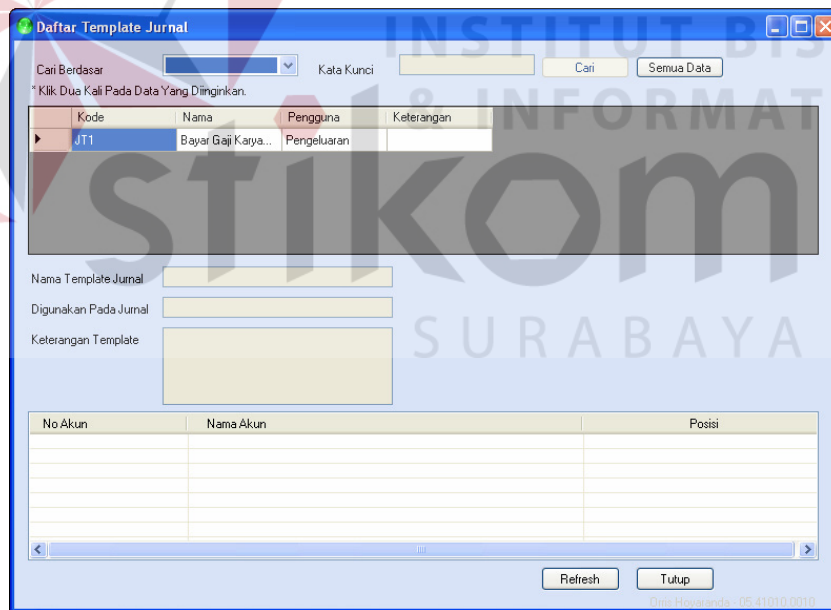 Daftar Template Jurnal
INSTITUT BIS
Cari Berdasar Kata Kunci Cari Semua Data
* Klik Dua Kali Pada Data Yang Diinginkan.
& INFORMAT
Kode Nama Pengguna Keterangan
JT1 Bayar Gaji Karya... Pengeluaran
stikom
Nama Template Jurnal
Digunakan Pada Jurnal
Keterangan Template
SURABAYA
No Akun Nama Akun Posisi
Refresh Tutup